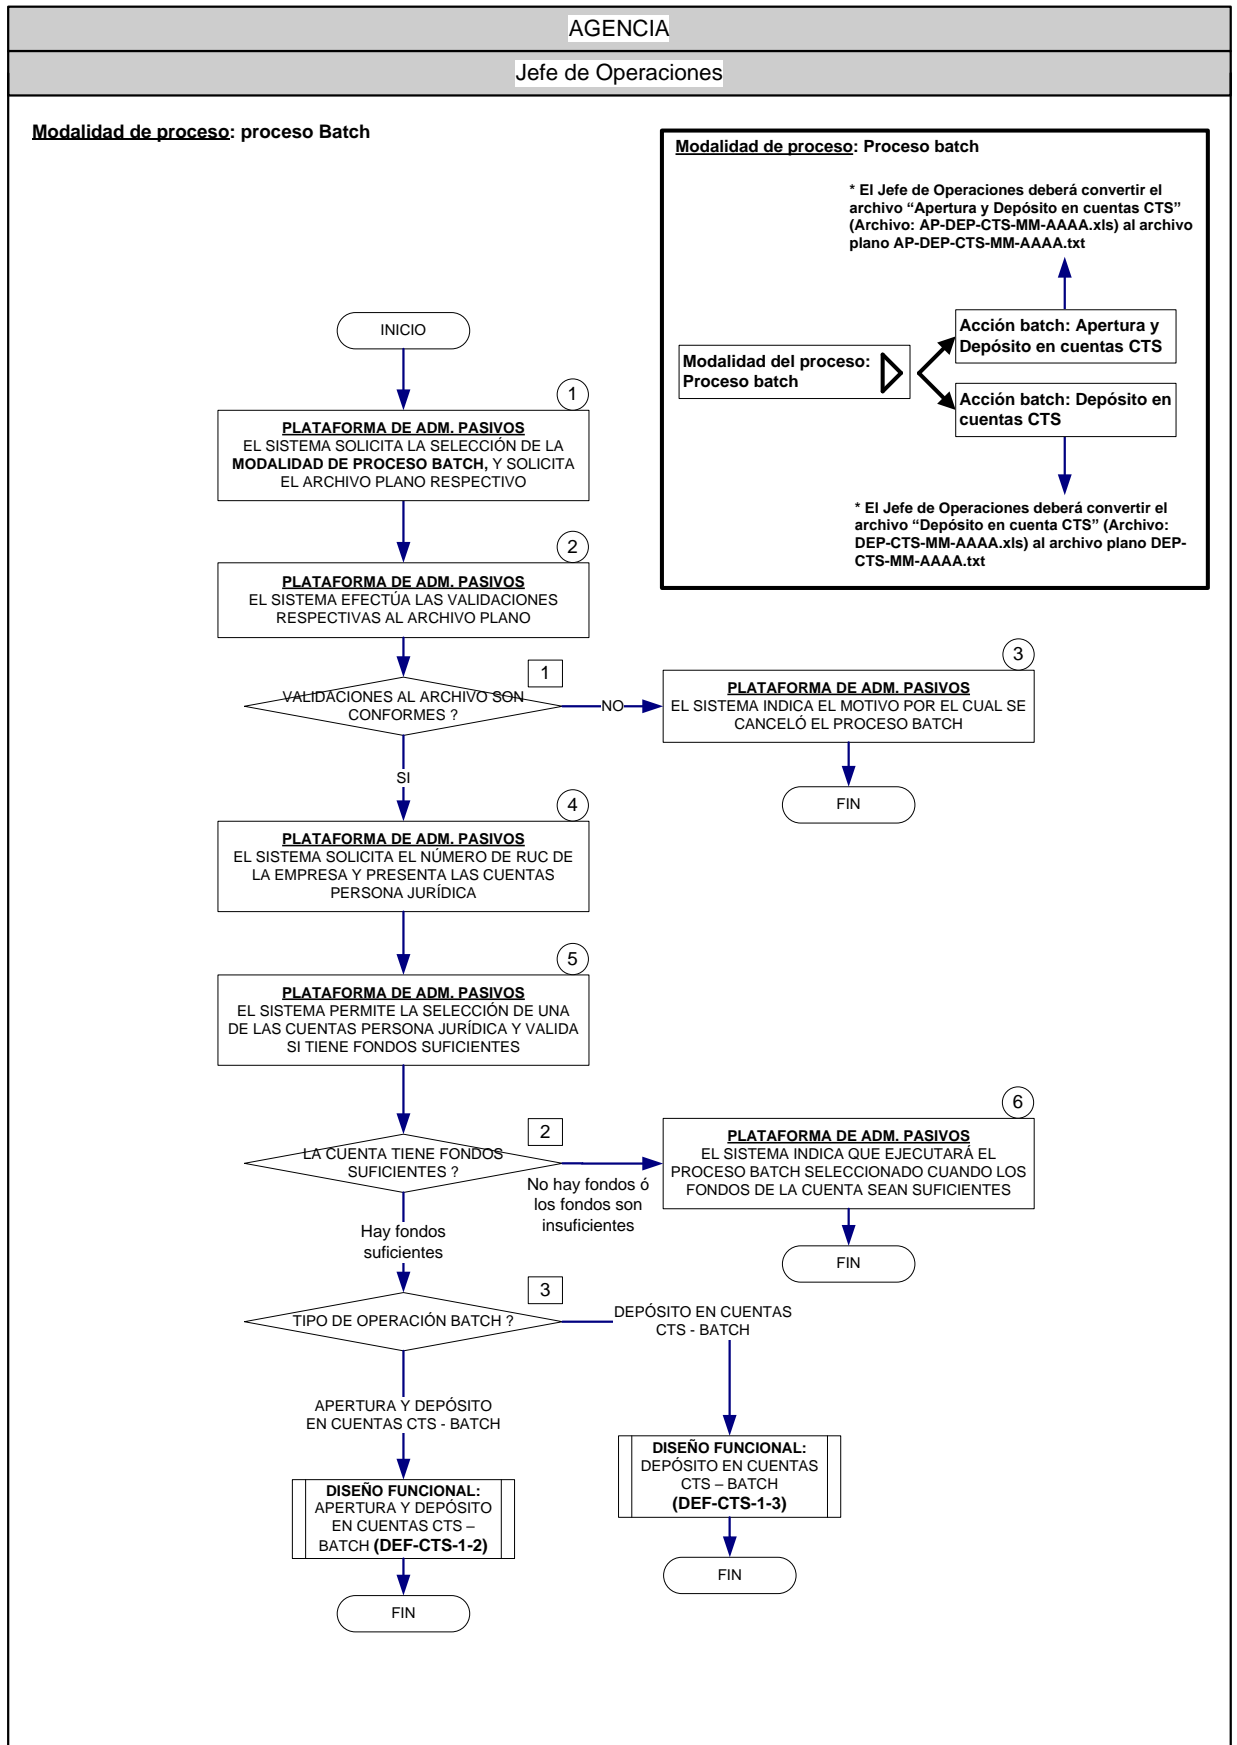 AGENCIA
Jefe de Operaciones
Modalidad de proceso: proceso Batch
Modalidad de proceso: Proceso batch
* El Jefe de Operaciones deberá convertir el
archivo “Apertura y Depósito en cuentas CTS”
(Archivo: AP-DEP-CTS-MM-AAAA.xls) al archivo
plano AP-DEP-CTS-MM-AAAA.txt
Acción batch: Apertura y
Depósito en cuentas CTS
Modalidad del proceso:
Proceso batch
Acción batch: Depósito en
cuentas CTS
* El Jefe de Operaciones deberá convertir el
archivo “Depósito en cuenta CTS” (Archivo:
DEP-CTS-MM-AAAA.xls) al archivo plano DEP-
CTS-MM-AAAA.txt
INICIO
1
PLATAFORMA DE ADM. PASIVOS
EL SISTEMA SOLICITA LA SELECCIÓN DE LA
MODALIDAD DE PROCESO BATCH, Y SOLICITA
EL ARCHIVO PLANO RESPECTIVO
2
PLATAFORMA DE ADM. PASIVOS
EL SISTEMA EFECTÚA LAS VALIDACIONES
RESPECTIVAS AL ARCHIVO PLANO
1
VALIDACIONES AL ARCHIVO SON
CONFORMES ?
NO
3
PLATAFORMA DE ADM. PASIVOS
EL SISTEMA INDICA EL MOTIVO POR EL CUAL SE
CANCELÓ EL PROCESO BATCH
FIN
SI
4
PLATAFORMA DE ADM. PASIVOS
EL SISTEMA SOLICITA EL NÚMERO DE RUC DE
LA EMPRESA Y PRESENTA LAS CUENTAS
PERSONA JURÍDICA
5
PLATAFORMA DE ADM. PASIVOS
EL SISTEMA PERMITE LA SELECCIÓN DE UNA
DE LAS CUENTAS PERSONA JURÍDICA Y VALIDA
SI TIENE FONDOS SUFICIENTES
2
LA CUENTA TIENE FONDOS
SUFICIENTES ?
No hay fondos ó
los fondos son
insuficientes
6
PLATAFORMA DE ADM. PASIVOS
EL SISTEMA INDICA QUE EJECUTARÁ EL
PROCESO BATCH SELECCIONADO CUANDO LOS
FONDOS DE LA CUENTA SEAN SUFICIENTES
FIN
Hay fondos
suficientes
3
TIPO DE OPERACIÓN BATCH ?
DEPÓSITO EN CUENTAS
CTS - BATCH
APERTURA Y DEPÓSITO
EN CUENTAS CTS - BATCH
DISEÑO FUNCIONAL:
DEPÓSITO EN CUENTAS
CTS – BATCH
(DEF-CTS-1-3)
DISEÑO FUNCIONAL:
APERTURA Y DEPÓSITO
EN CUENTAS CTS –
BATCH (DEF-CTS-1-2)
FIN
FIN